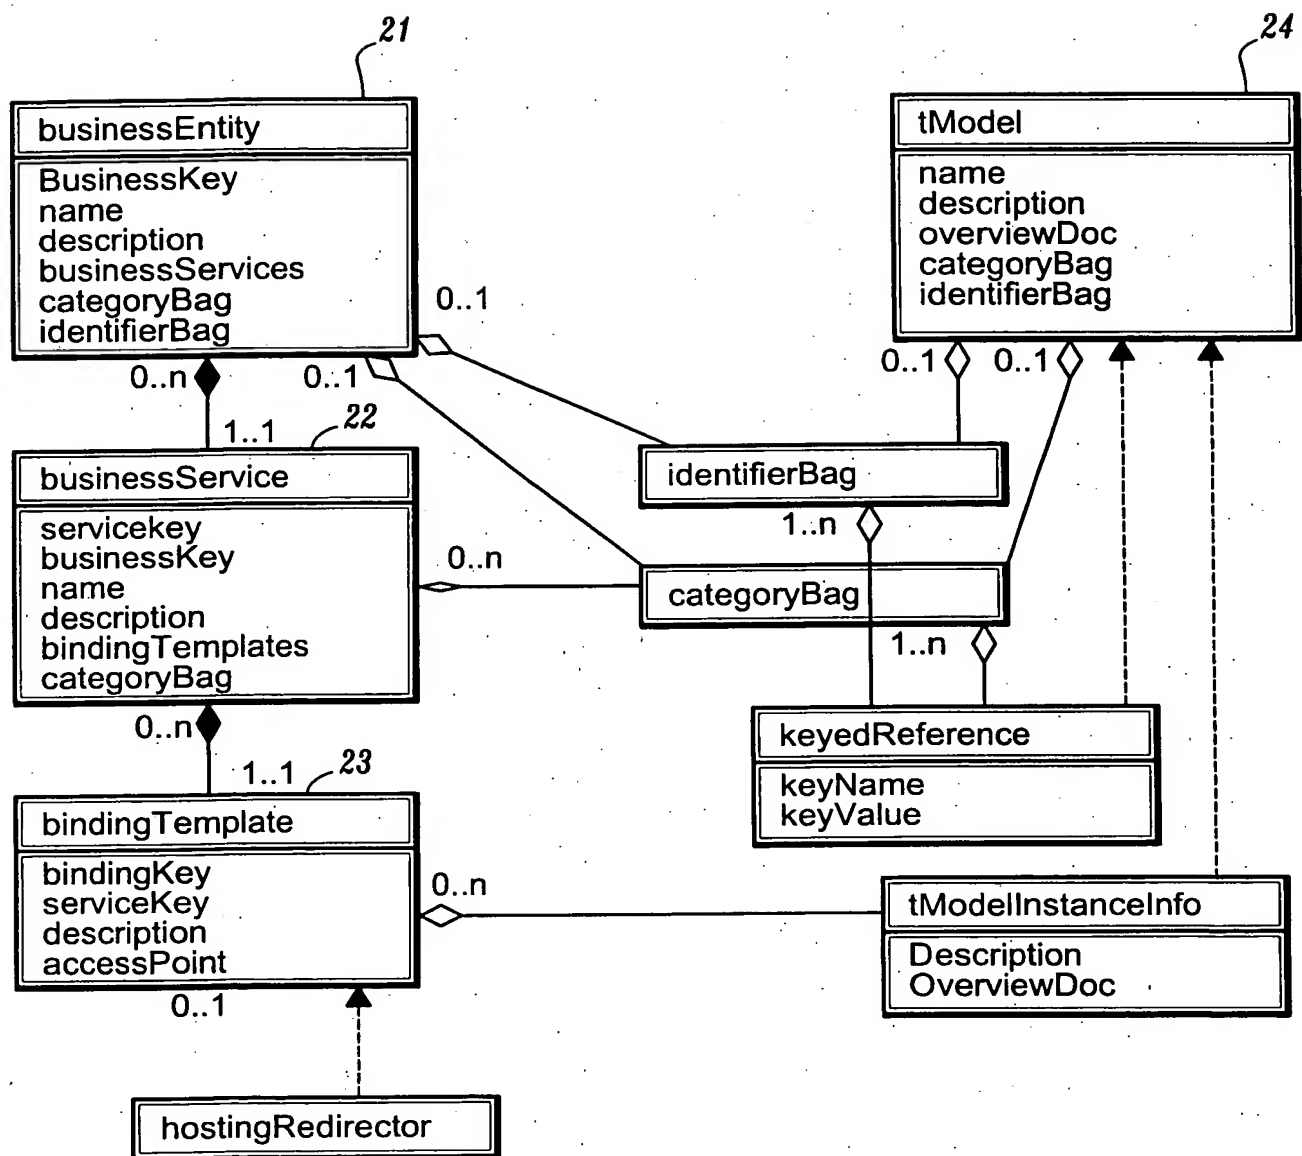 21
24
businessEntity
BusinessKey
name
description
businessServices
categoryBag
identifierBag
tModel
name
description
overviewDoc
categoryBag
identifierBag
0..1
0..n
0..1
0..1
0..1
1..1
22
businessService
servicekey
businessKey
name
description
bindingTemplates
categoryBag
identifierBag
1..n
0..n
categoryBag
1..n
0..n
1..1
23
keyedReference
keyName
keyValue
bindingTemplate
bindingKey
serviceKey
description
accessPoint
0..n
tModelInstanceInfo
Description
OverviewDoc
0..1
hostingRedirector